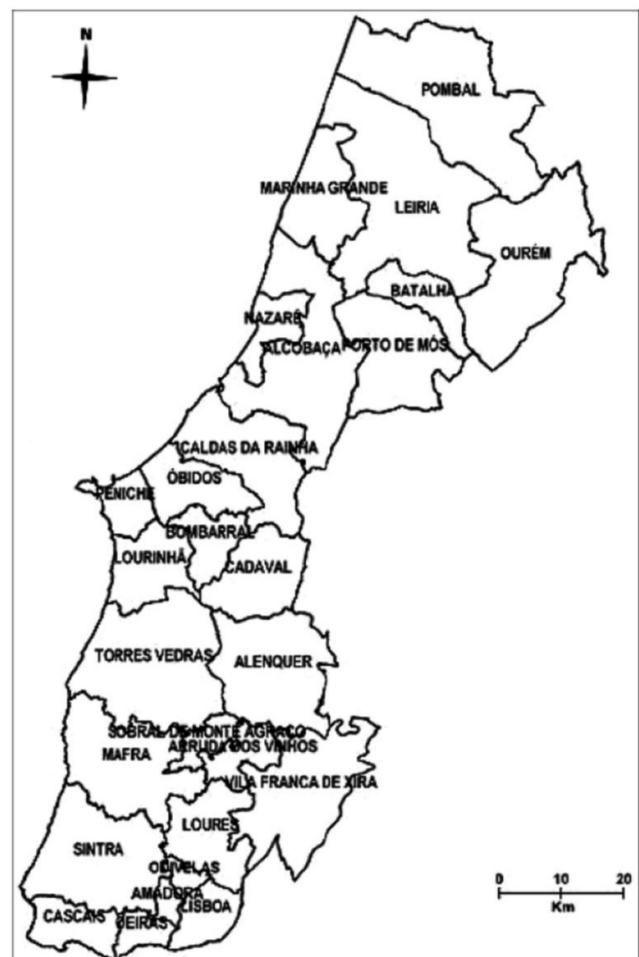 N
POMBAL
MARINHA GRANDE
LEIRIA
OURÉM
BATALHA
NAZARÉ
ALCOBAÇA
PORTO DE MÓS
CALDAS DA RAINHA
ÓBIDOS
PENICHE
BOMBARRAL
LOURINHÃ
CADAVAL
TORRES VEDRAS
ALENQUER
SOBRAL DE MONTE AGRAÇO
ARRUDA DOS VINHOS
MAFRA
VILA FRANCA DE XIRA
LOURES
SINTRA
ODIVELAS
AMADORA
LISBOA
CASCAIS
OEIRAS
0 10 20
Km